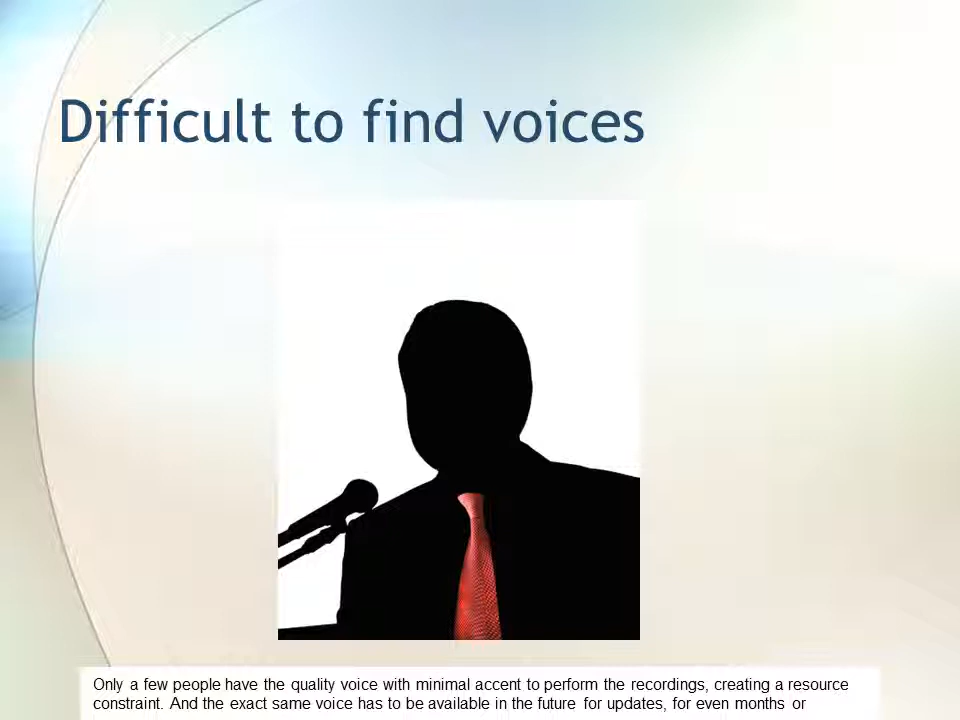 Difficult to find voices
Only a few people have the quality voice with minimal accent to perform the recordings, creating a resource
constraint. And the exact same voice has to be available in the future for updates, for even months or